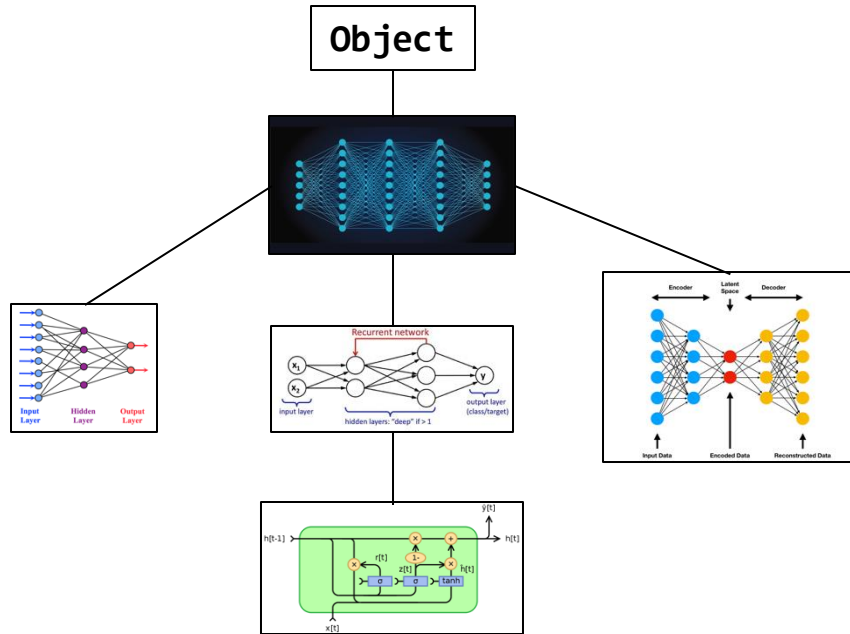 Object
Input
Layer
Hidden
Layer
Output
Layer
Recurrent network
x1
x2
y
input layer
hidden layers: "deep" if > 1
output layer
(class/target)
Encoder
Latent
Space
Decoder
Input Data
Encoded Data
Reconstructed Data
ŷ[t]
h[t-1]
h[t]
×
+
1-
r[t]
z[t]
ĥ[t]
×
×
σ
σ
tanh
x[t]